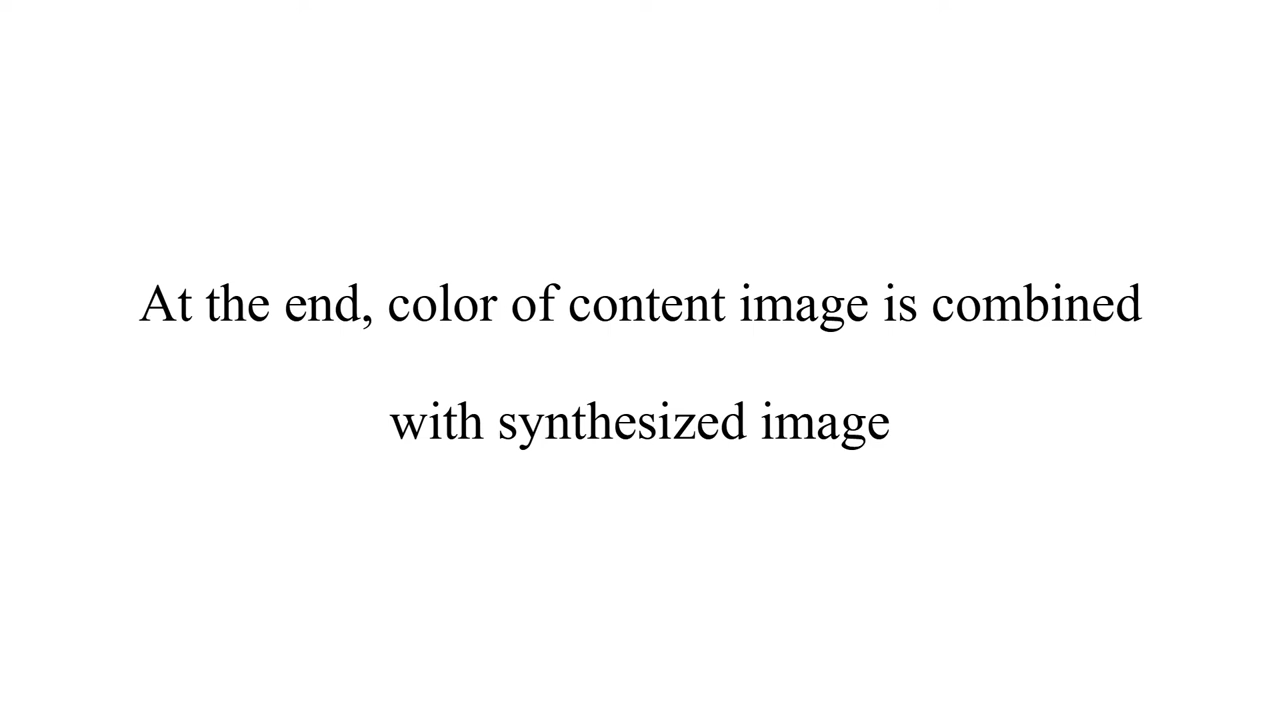 At the end, color of content image is combined
with synthesized image